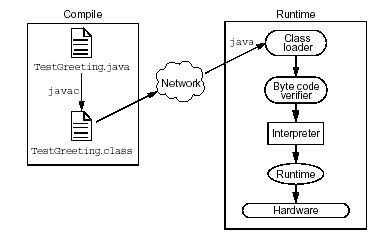 Compile
TestGreeting.java
javac
TestGreeting.class
Network
Runtime
java
Class
loader
Byte code
verifier
Interpreter
Runtime
Hardware